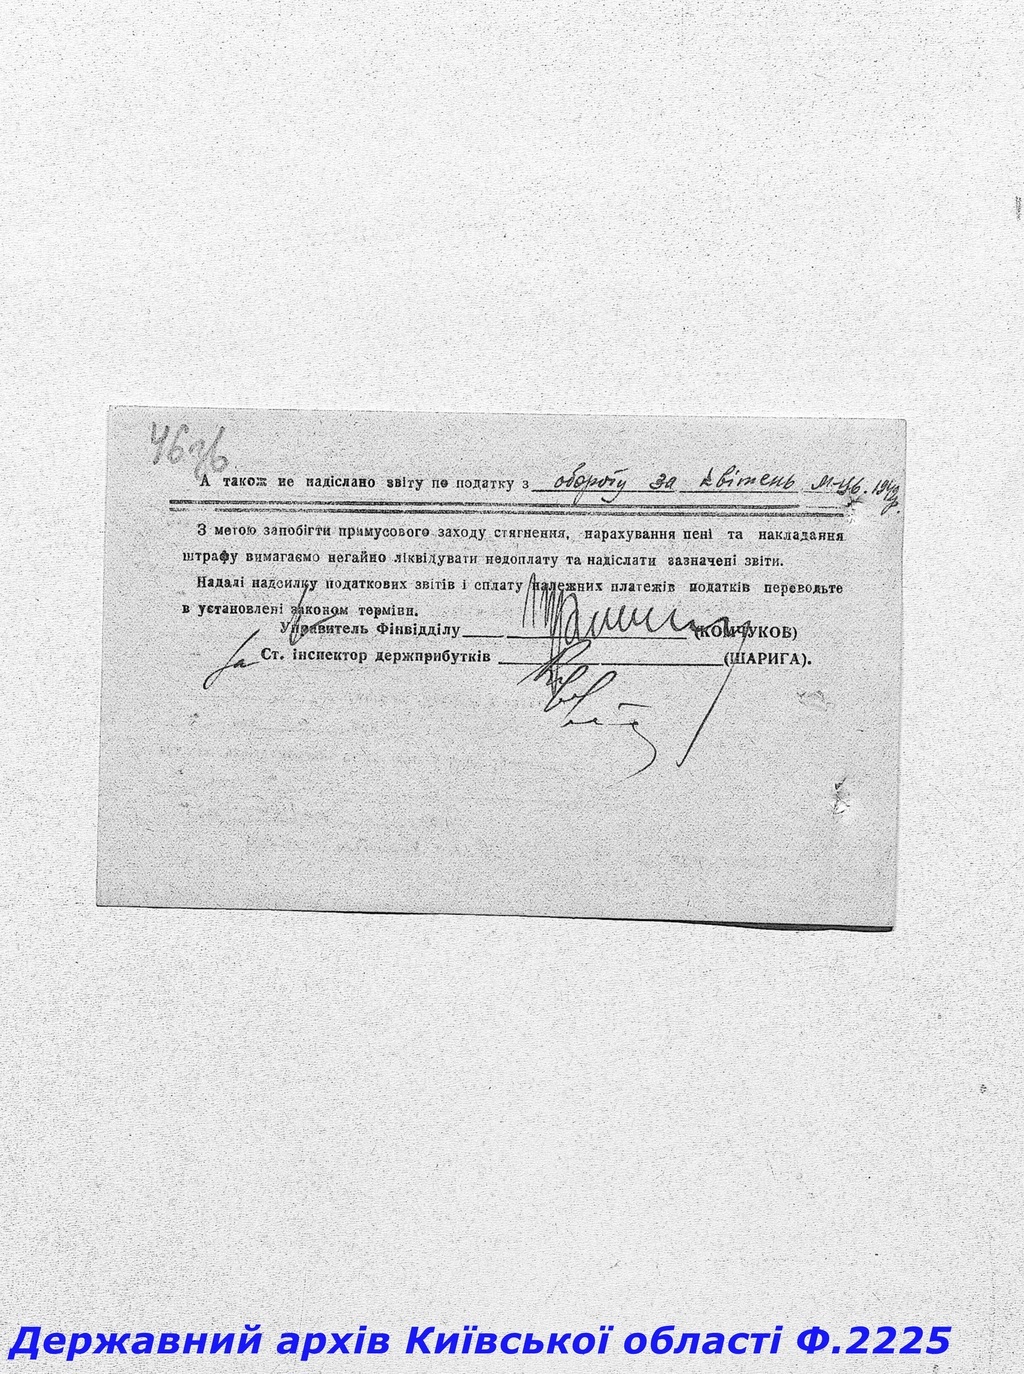 46зв
А також не надіслано звіту по податку з обороту за квітень м-ць. 1942 р.
З метою запобігти примусового заходу стягнення, нарахування пені та накладання
штрафу вимагаємо негайно ліквідувати недоплату та надіслати зазначені звіти.
Надалі надсилку податкових звітів і сплату належних платежів податків переводьте
в установлені законом терміни.
Управитель Фінвідділу (КОМЧУКОВ)
За Ст. інспектор держприбутків (ШАРИГА).
Державний архів Київської області Ф.2225